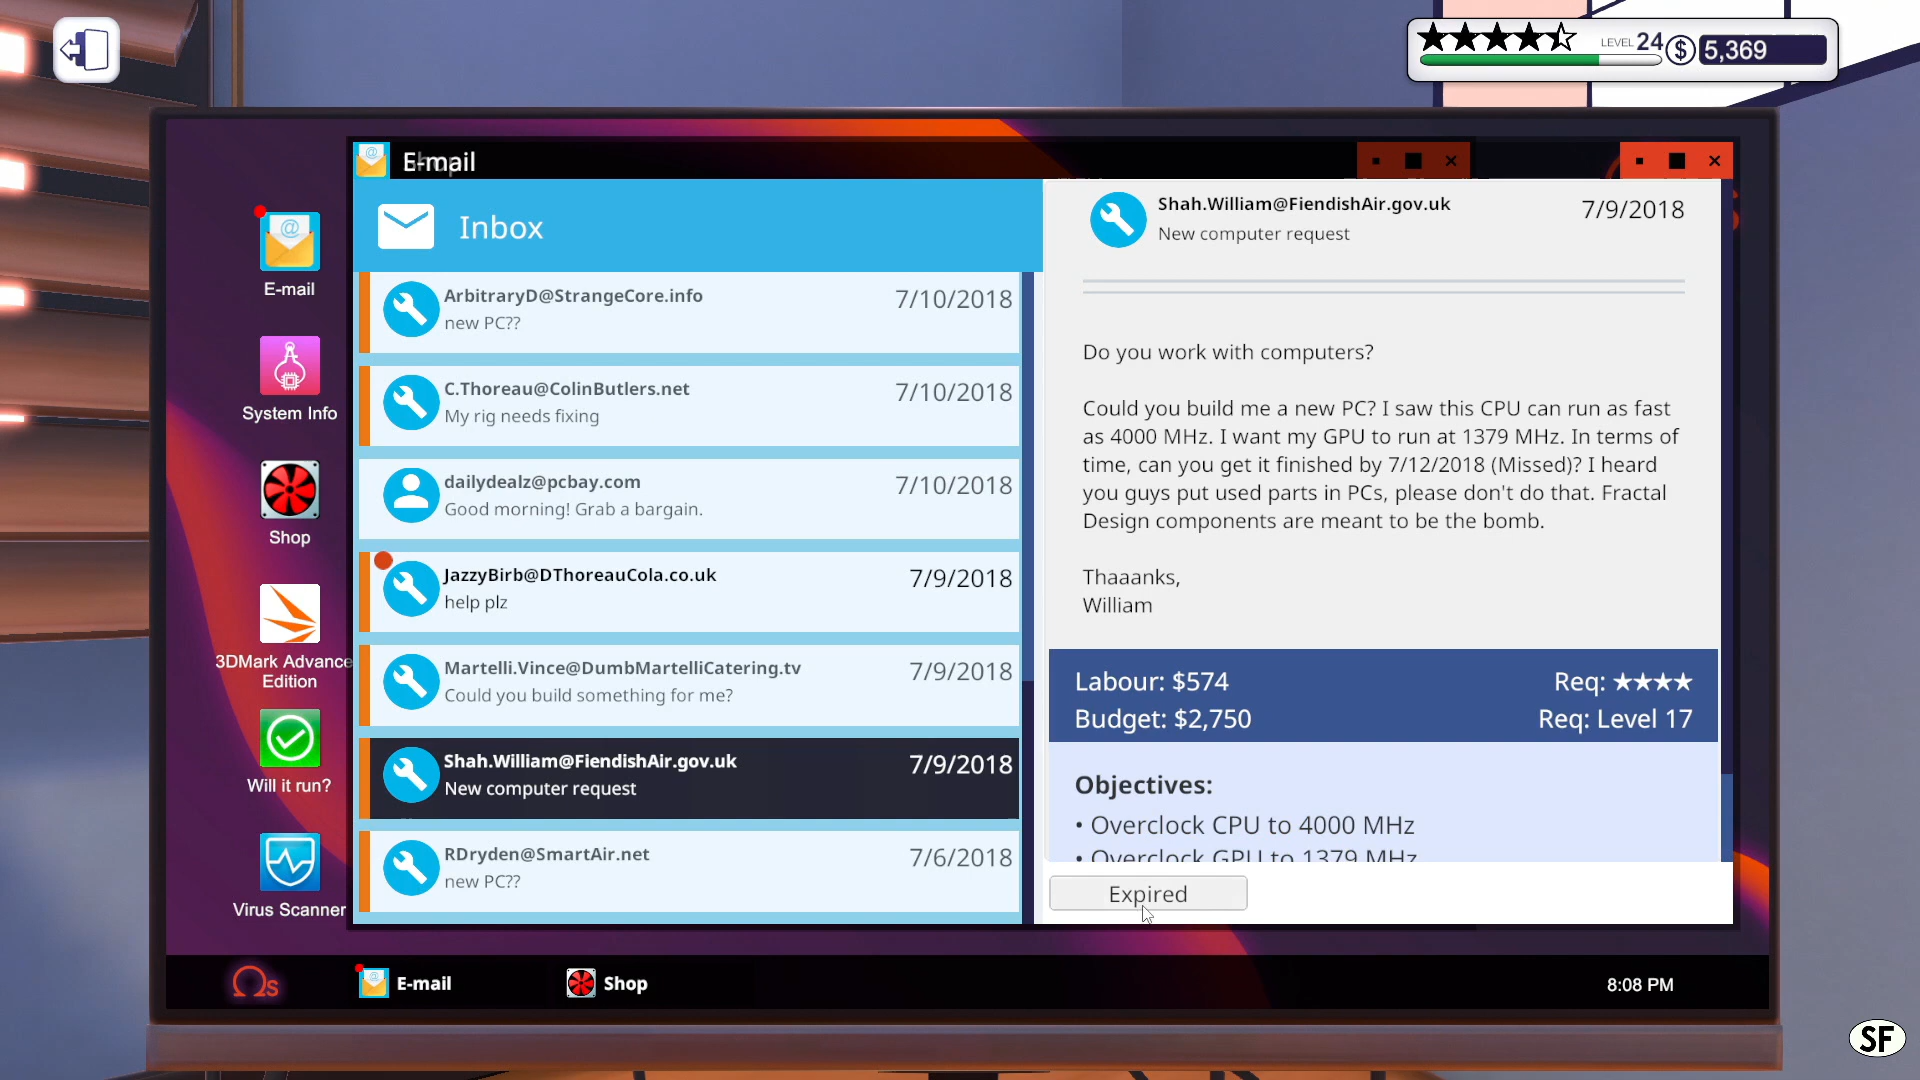 LEVEL 24
$ 5,369
E-mail
Inbox
ArbitraryD@StrangeCore.info
7/10/2018
new PC??
C.Thoreau@ColinButlers.net
7/10/2018
My rig needs fixing
dailydealz@pcbay.com
7/10/2018
Good morning! Grab a bargain.
JazzyBirb@DThoreauCola.co.uk
7/9/2018
help plz
Martelli.Vince@DumbMartelliCatering.tv
7/9/2018
Could you build something for me?
Shah.William@FiendishAir.gov.uk
7/9/2018
New computer request
RDryden@SmartAir.net
7/6/2018
new PC??
Shah.William@FiendishAir.gov.uk
7/9/2018
New computer request
Do you work with computers?
Could you build me a new PC? I saw this CPU can run as fast
as 4000 MHz. I want my GPU to run at 1379 MHz. In terms of
time, can you get it finished by 7/12/2018 (Missed)? I heard
you guys put used parts in PCs, please don't do that. Fractal
Design components are meant to be the bomb.
Thaaanks,
William
Labour: $574
Req: ★★★★
Budget: $2,750
Req: Level 17
Objectives:
• Overclock CPU to 4000 MHz
• Overclock GPU to 1379 MHz
Expired
E-mail
System Info
Shop
3DMark Advance
Edition
Will it run?
Virus Scanner
Ωs
E-mail
Shop
8:08 PM
SF